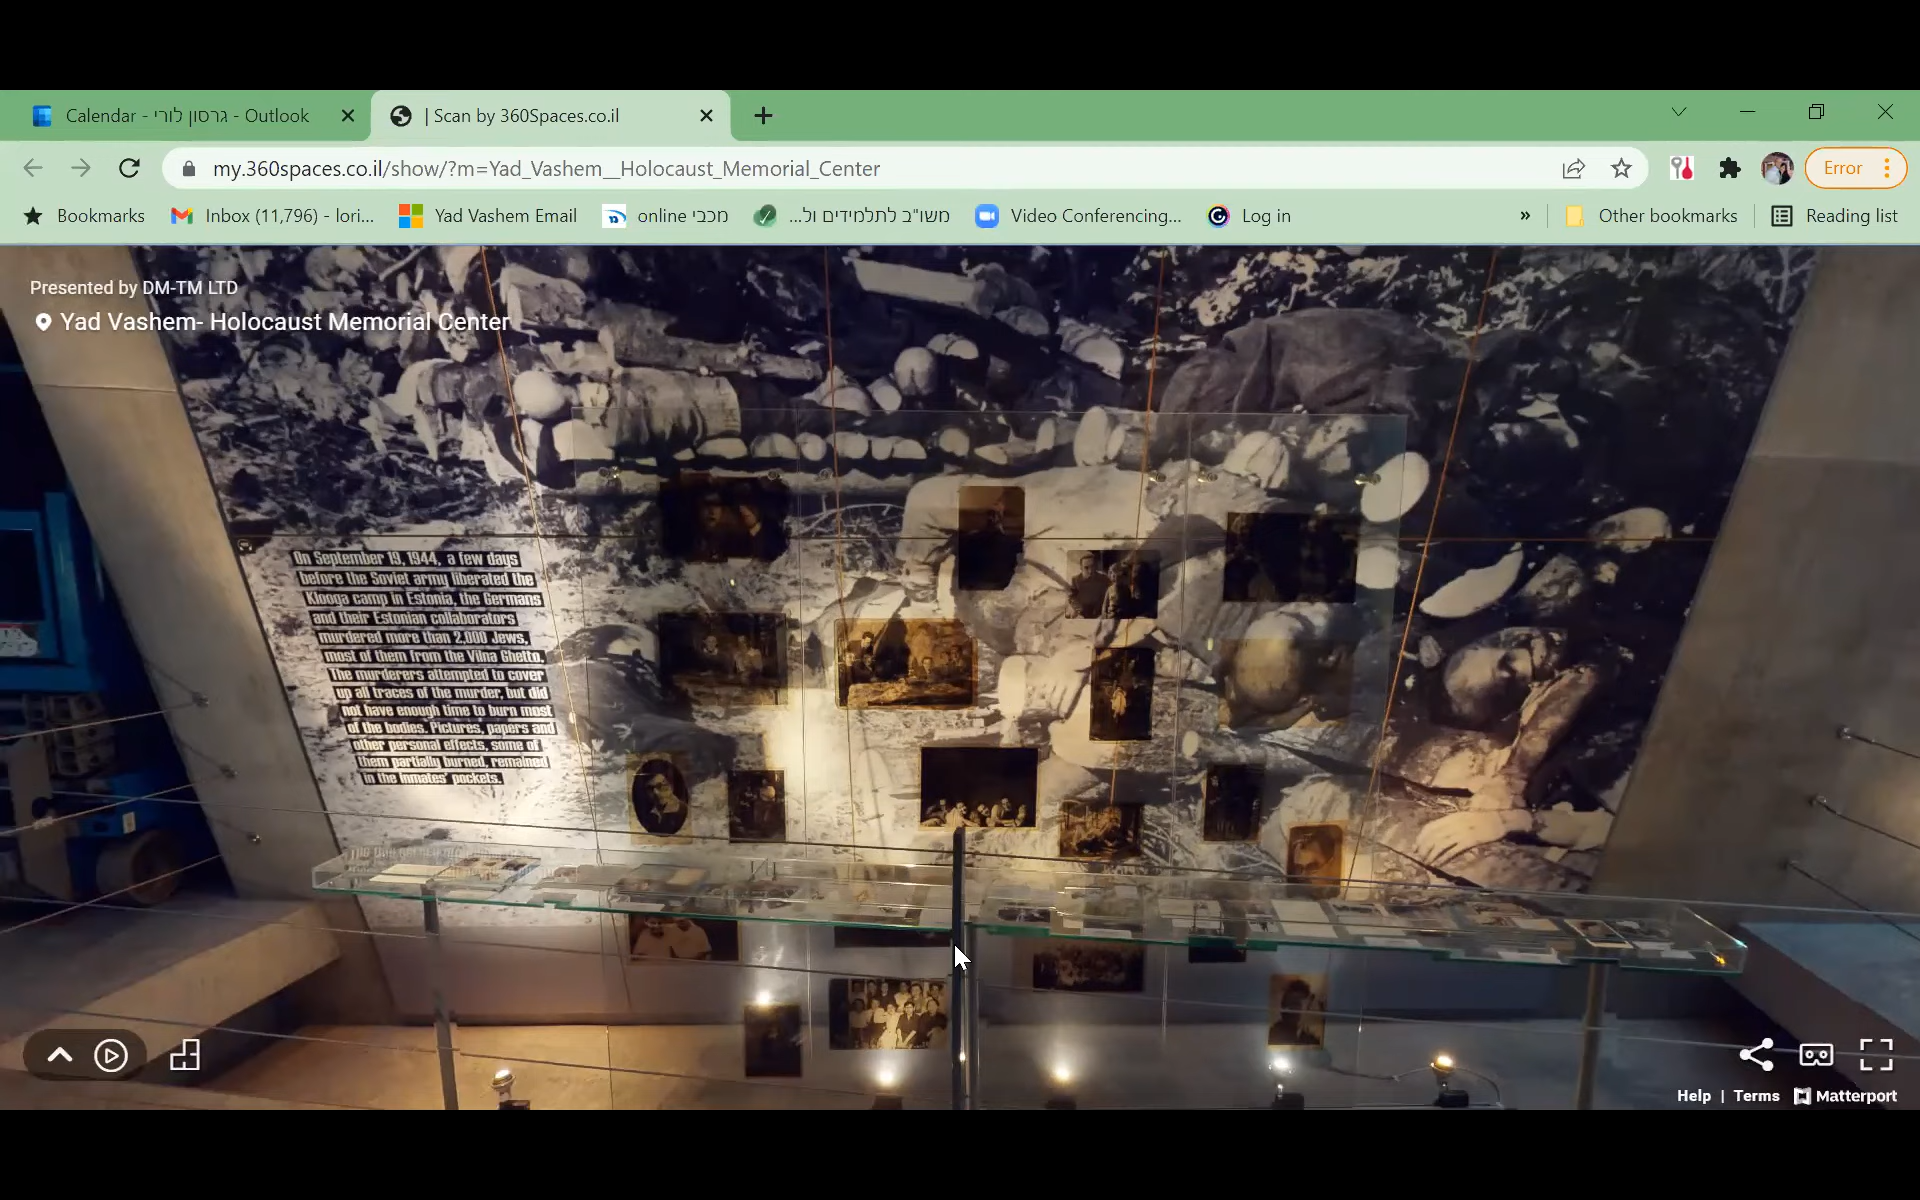 Calendar - גרסון לורי - Outlook
| Scan by 360Spaces.co.il
my.360spaces.co.il/show/?m=Yad_Vashem__Holocaust_Memorial_Center
Error
Bookmarks
Inbox (11,796) - lori...
Yad Vashem Email
online מכבי
משו"ב לתלמידים ול...
Video Conferencing...
Log in
»
Other bookmarks
Reading list
Presented by DM-TM LTD
Yad Vashem- Holocaust Memorial Center
On September 19, 1944, a few days
before the Soviet army liberated the
Klooga camp in Estonia, the Germans
and their Estonian collaborators
murdered more than 2,000 Jews,
most of them from the Vilna Ghetto.
The murderers attempted to cover
up all traces of the murder, but did
not have enough time to burn most
of the bodies. Pictures, papers and
other personal effects, some of
them partially burned, remained
in the inmates' pockets.
Help | Terms
Matterport